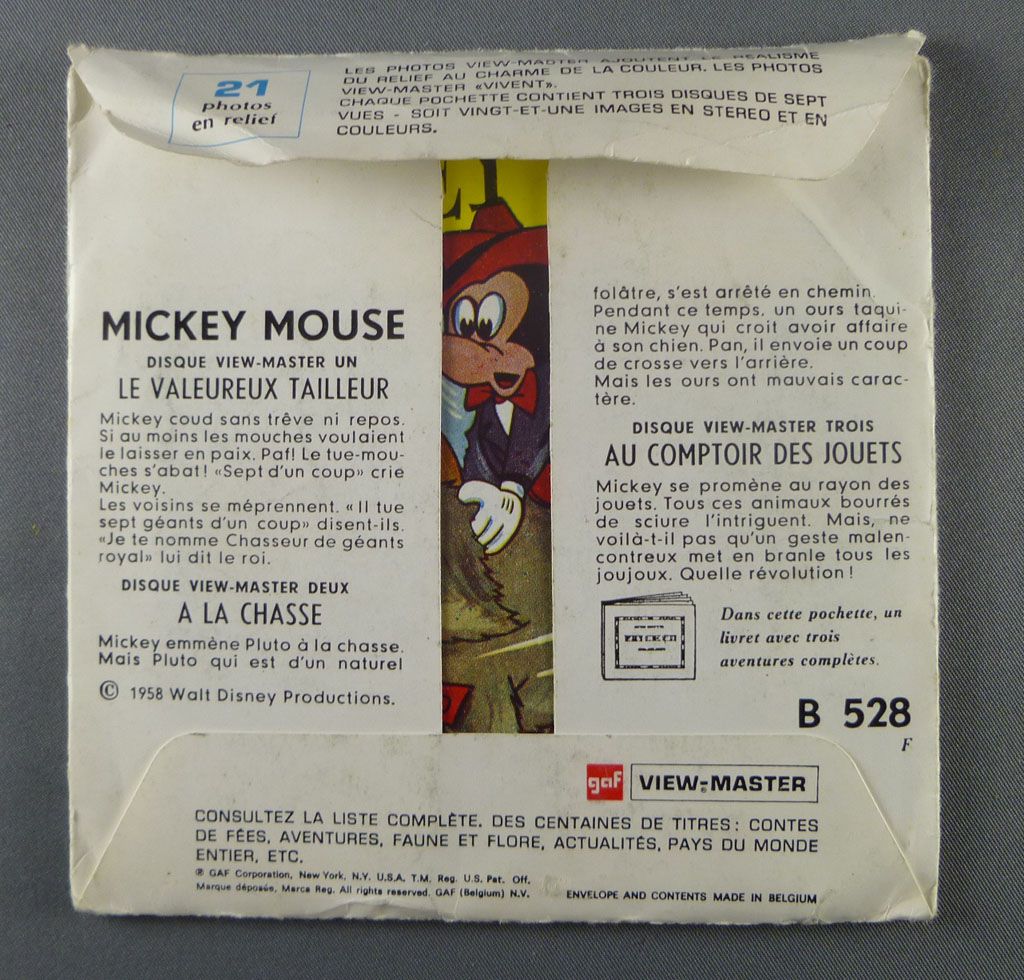 21
photos
en relief
LES PHOTOS VIEW-MASTER AJOUTENT LE REALISME
DU RELIEF AU CHARME DE LA COULEUR. LES PHOTOS
VIEW-MASTER «VIVENT».
CHAQUE POCHETTE CONTIENT TROIS DISQUES DE SEPT
VUES - SOIT VINGT-ET-UNE IMAGES EN STEREO ET EN
COULEURS.
MICKEY MOUSE
DISQUE VIEW-MASTER UN
LE VALEUREUX TAILLEUR
Mickey coud sans trêve ni repos.
Si au moins les mouches voulaient
le laisser en paix. Paf! Le tue-mou-
ches s'abat! «Sept d'un coup» crie
Mickey.
Les voisins se méprennent. «Il tue
sept géants d'un coup» disent-ils.
«Je te nomme Chasseur de géants
royal» lui dit le roi.
DISQUE VIEW-MASTER DEUX
A LA CHASSE
Mickey emmène Pluto à la chasse.
Mais Pluto qui est d'un naturel
© 1958 Walt Disney Productions.
folâtre, s'est arrêté en chemin.
Pendant ce temps, un ours taqui-
ne Mickey qui croit avoir affaire
à son chien. Pan, il envoie un coup
de crosse vers l'arrière.
Mais les ours ont mauvais carac-
tère.
DISQUE VIEW-MASTER TROIS
AU COMPTOIR DES JOUETS
Mickey se promène au rayon des
jouets. Tous ces animaux bourrés
de sciure l'intriguent. Mais, ne
voilà-t-il pas qu'un geste malen-
contreux met en branle tous les
joujoux. Quelle révolution!
Dans cette pochette, un
livret avec trois
aventures complètes.
B 528
F
gaf VIEW-MASTER
CONSULTEZ LA LISTE COMPLÈTE. DES CENTAINES DE TITRES: CONTES
DE FÉES, AVENTURES, FAUNE ET FLORE, ACTUALITÉS, PAYS DU MONDE
ENTIER, ETC.
® GAF Corporation, New York, N.Y. U.S.A. T.M. Reg. U.S. Pat. Off.
Marque déposée, Marca Reg. All rights reserved. GAF (Belgium) N.V.
ENVELOPE AND CONTENTS MADE IN BELGIUM